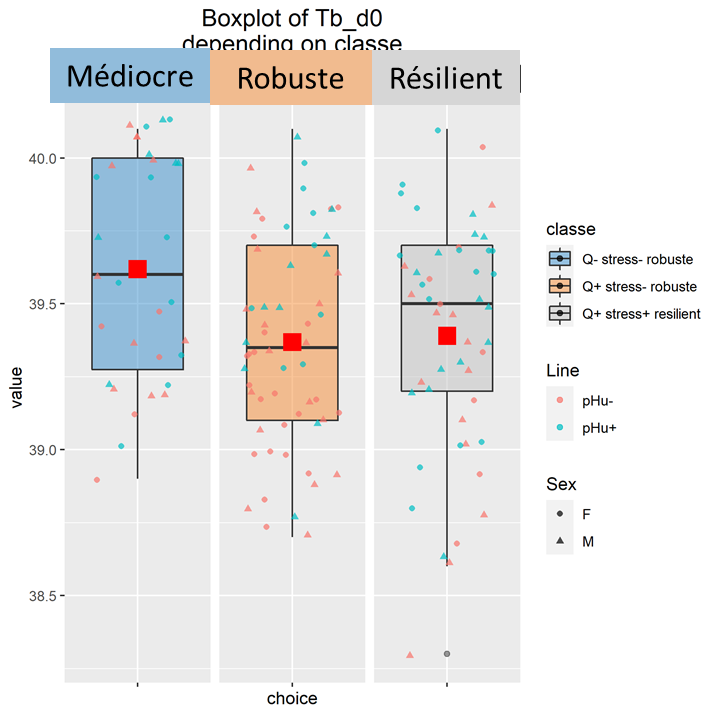 Boxplot of Tb_d0
depending on classe
Médiocre Robuste Résilient
40.0
39.5
39.0
38.5
value
choice
classe
Q- stress- robuste
Q+ stress- robuste
Q+ stress+ resilient
Line
pHu-
pHu+
Sex
F
M